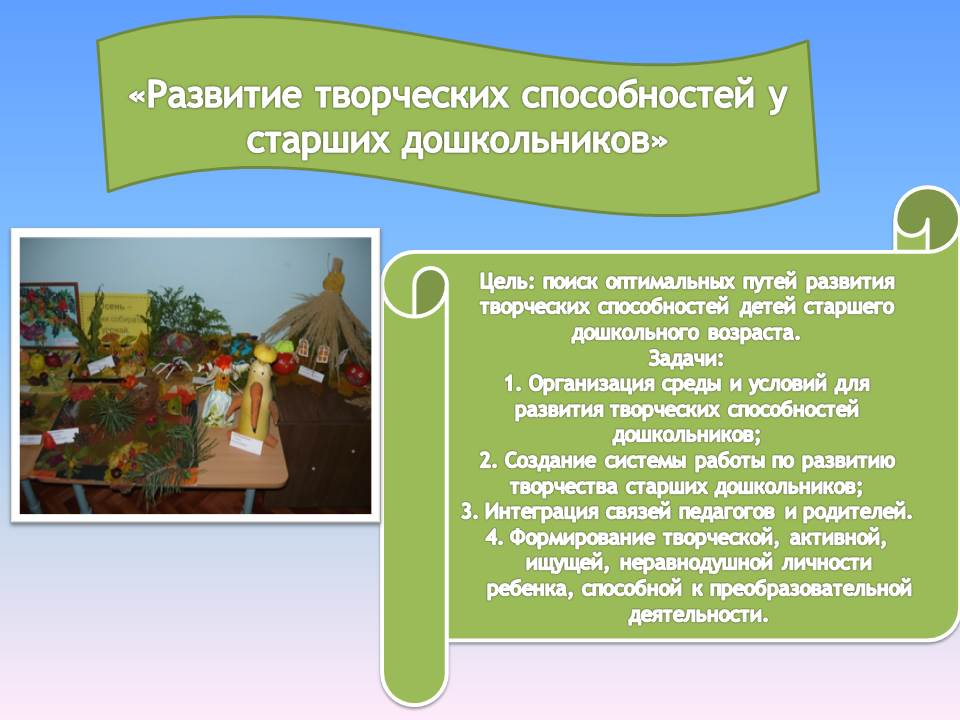 «Развитие творческих способностей у
старших дошкольников»
Цель: поиск оптимальных путей развития
творческих способностей детей старшего
дошкольного возраста.
Задачи:
1. Организация среды и условий для
развития творческих способностей
дошкольников;
2. Создание системы работы по развитию
творчества старших дошкольников;
3. Интеграция связей педагогов и родителей.
4. Формирование творческой, активной,
ищущей, неравнодушной личности
ребенка, способной к преобразовательной
деятельности.